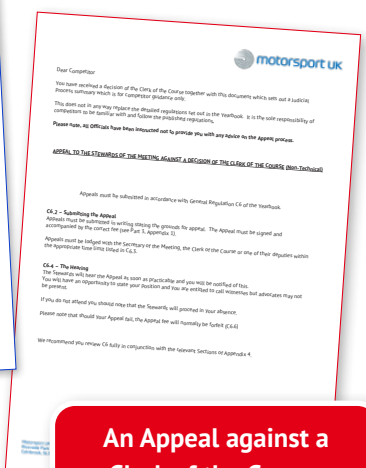 motorsport uk
Dear Competitor
You have received a decision of the Clerk of the Course together with this document which sets out a Judicial
Process summary which is for competitor guidance only.
This does not in any way replace the detailed regulations set out in the Yearbook. It is the sole responsibility of
competitors to be familiar with and follow the published regulations.
Please note, as Officials have been instructed not to provide you with any advice on the Appeal process.
APPEAL TO THE STEWARDS OF THE MEETING AGAINST A DECISION OF THE CLERK OF THE COURSE (Non-Technical)
Appeals must be submitted in accordance with General Regulation C6 of the Yearbook.
C6.2 – Submitting the Appeal
Appeals must be submitted in writing stating the grounds for appeal. The Appeal must be signed and
accompanied by the correct fee (see Part 3, Appendix 1).
Appeals must be lodged with the Secretary of the Meeting, the Clerk of the Course or one of their deputies within
the appropriate time limits listed in C6.3.
C6.4 – The Hearing
The Stewards will hear the Appeal as soon as practicable and you will be notified of this.
You will have an opportunity to state your position and you are entitled to call witnesses but advocates may not
be present.
If you do not attend you should note that the Stewards will proceed in your absence.
Please note that should your Appeal fail, the Appeal fee will normally be forfeit (C6.6)
We recommend you review C6 fully in conjunction with the relevant Sections or Appendix 4.
An Appeal against a